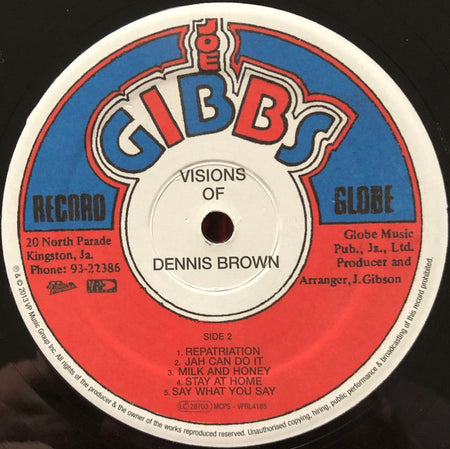 JOE
GIBBS
RECORD GLOBE
VISIONS
OF
DENNIS BROWN
20 North Parade
Kingston, Ja.
Phone: 93-22386
Globe Music
Pub., Ja., Ltd.
Producer and
Arranger, J. Gibson
SIDE 2
1. REPATRIATION
2. JAH CAN DO IT
3. MILK AND HONEY
4. STAY AT HOME
5. SAY WHAT YOU SAY
LC 28703 MCPS - VPRL4165
℗ & © 2013 VP Music Group Inc. All rights of the producer & the owner of the works reproduced reserved. Unauthorised copying, hiring, public performance & broadcasting of this record prohibited.